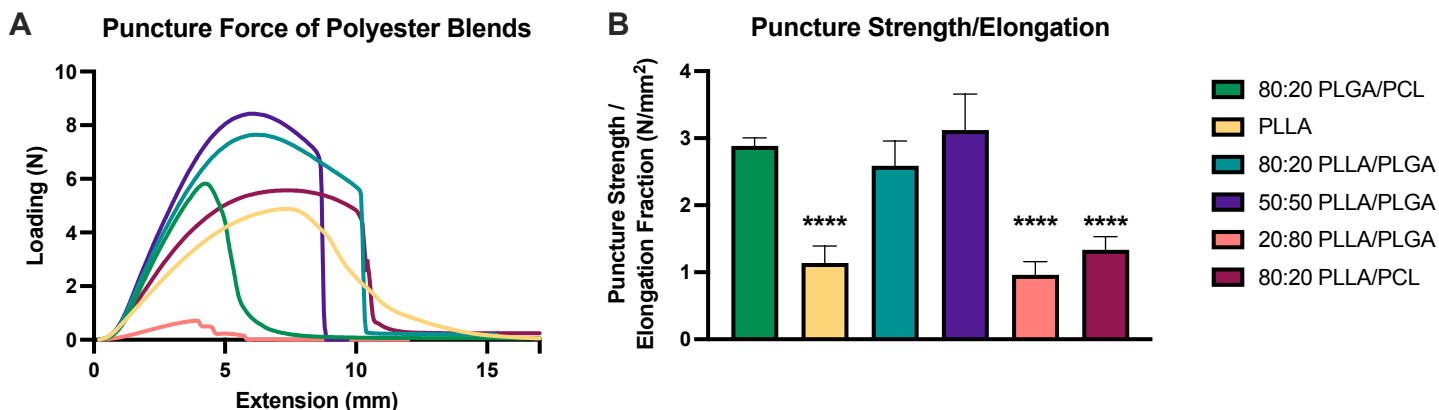 A
Puncture Force of Polyester Blends
Loading (N)
10
8
6
4
2
0
0
5
10
15
Extension (mm)
B
Puncture Strength/Elongation
Puncture Strength /
Elongation Fraction (N/mm²)
4
3
2
1
0
****
****
****
80:20 PLGA/PCL
PLLA
80:20 PLLA/PLGA
50:50 PLLA/PLGA
20:80 PLLA/PLGA
80:20 PLLA/PCL